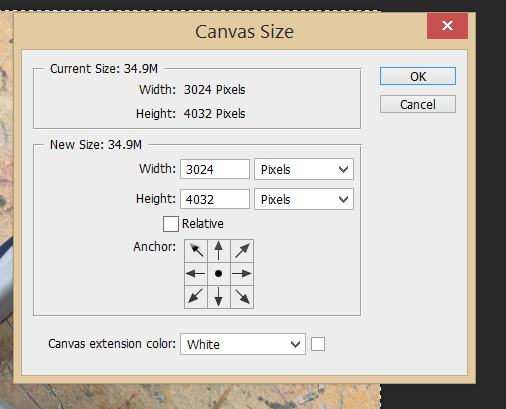 Canvas Size
Current Size: 34.9M
Width: 3024 Pixels
Height: 4032 Pixels
OK
Cancel
New Size: 34.9M
Width: 3024 Pixels
Height: 4032 Pixels
Relative
Anchor:
Canvas extension color: White